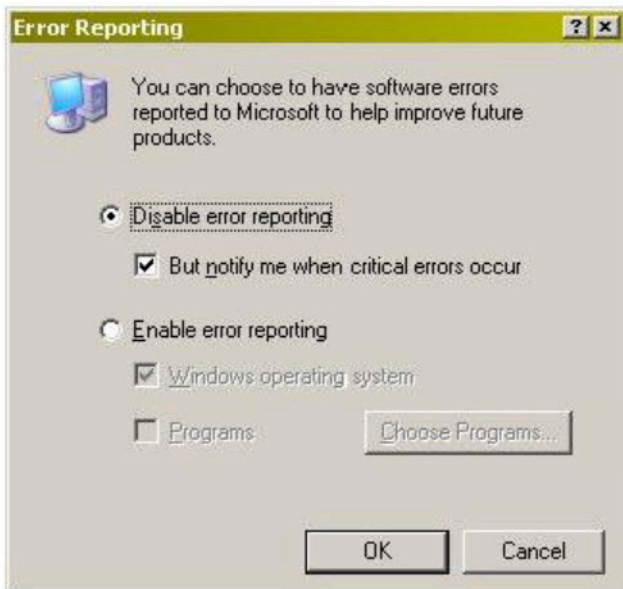 Error Reporting
You can choose to have software errors
reported to Microsoft to help improve future
products.
Disable error reporting
But notify me when critical errors occur
Enable error reporting
Windows operating system
Programs
Choose Programs...
OK
Cancel